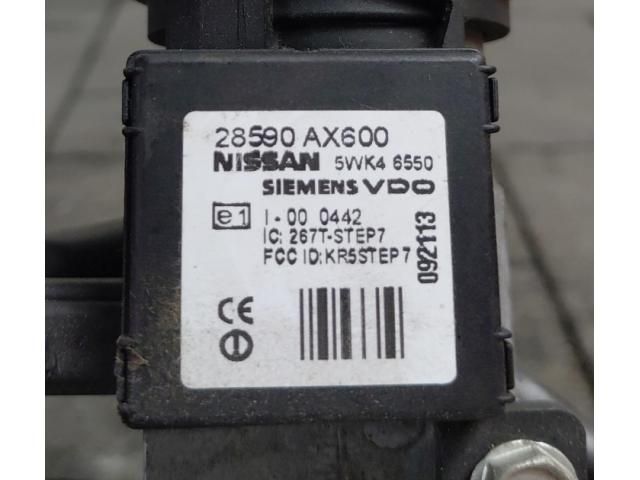 28590 AX600
NISSAN 5WK4 6550
SIEMENS VDO
e1 I-00 0442
IC: 267T-STEP7
FCC ID:KR5STEP7
092113
CE